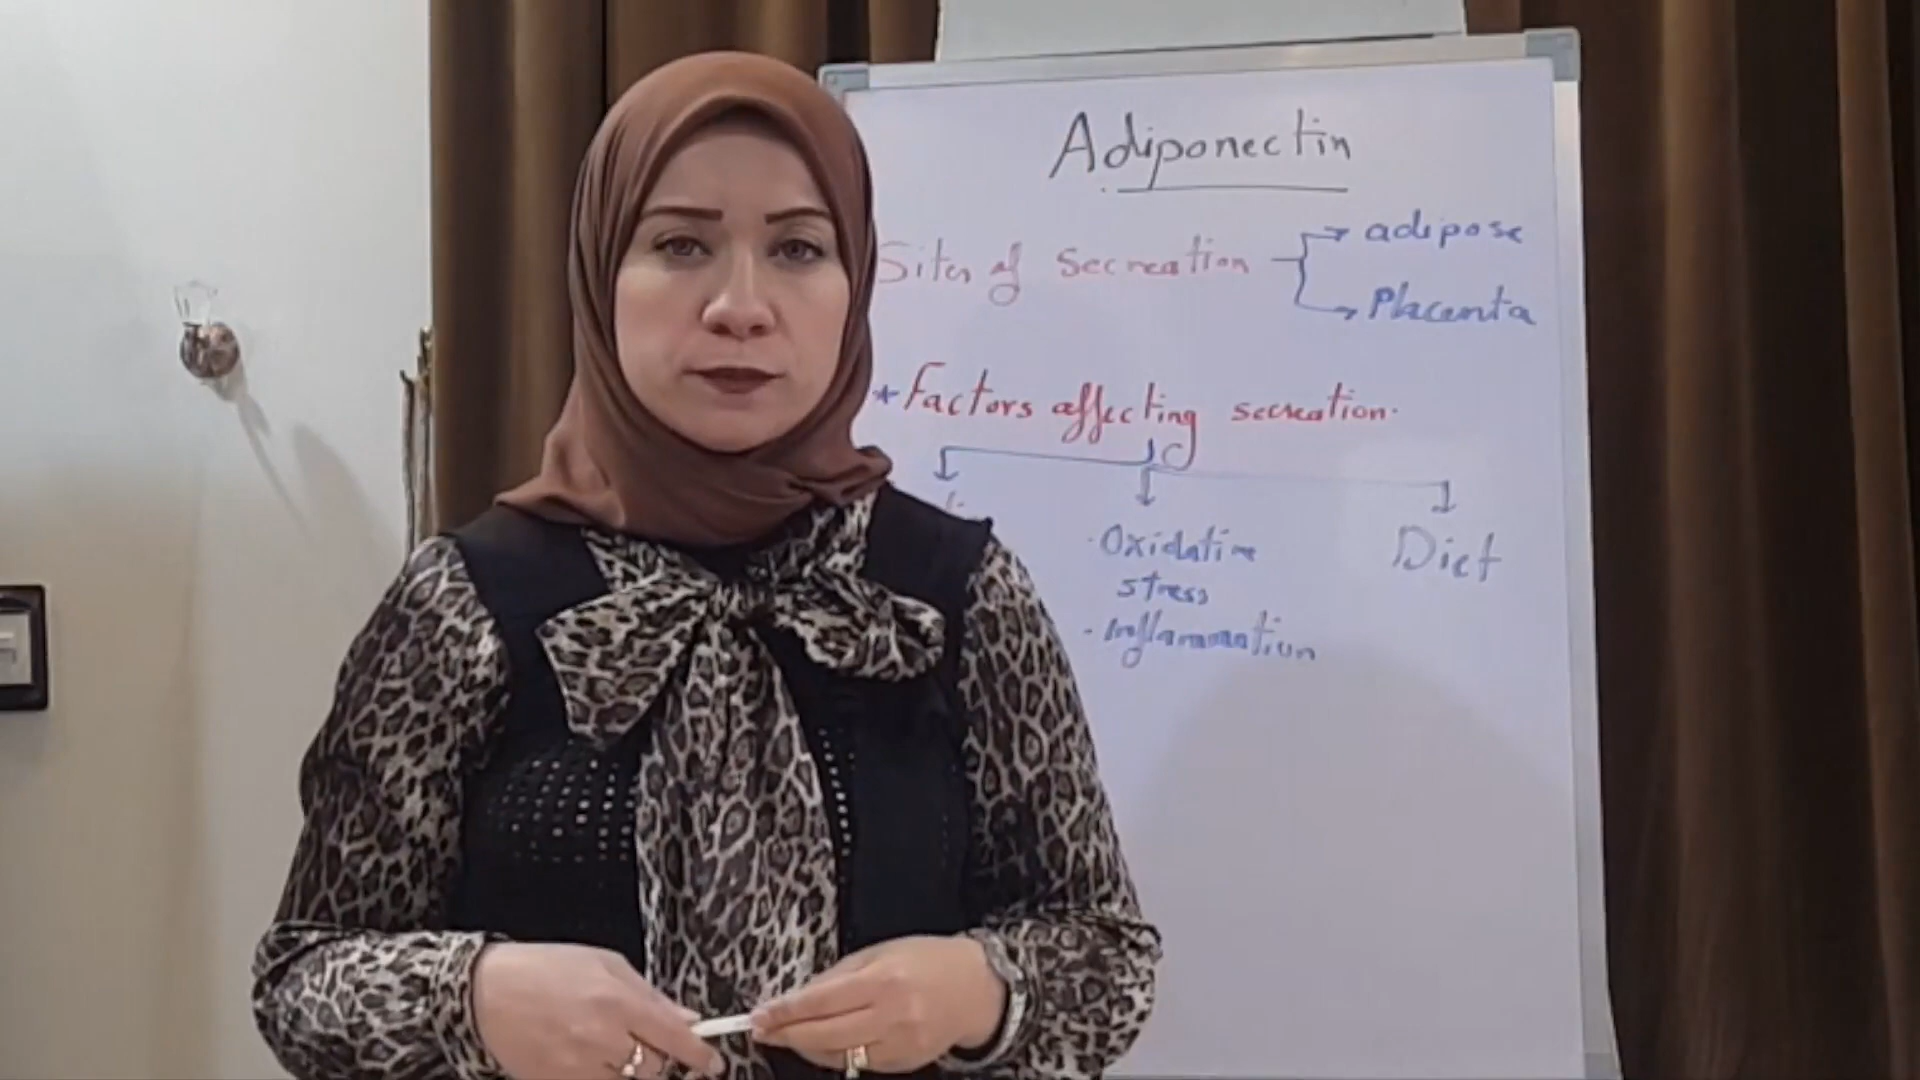 Adiponectin
Sites of secreation
adipose
Placenta
* Factors affecting secreation.
Oxidative
stress
Diet
- Inflammation